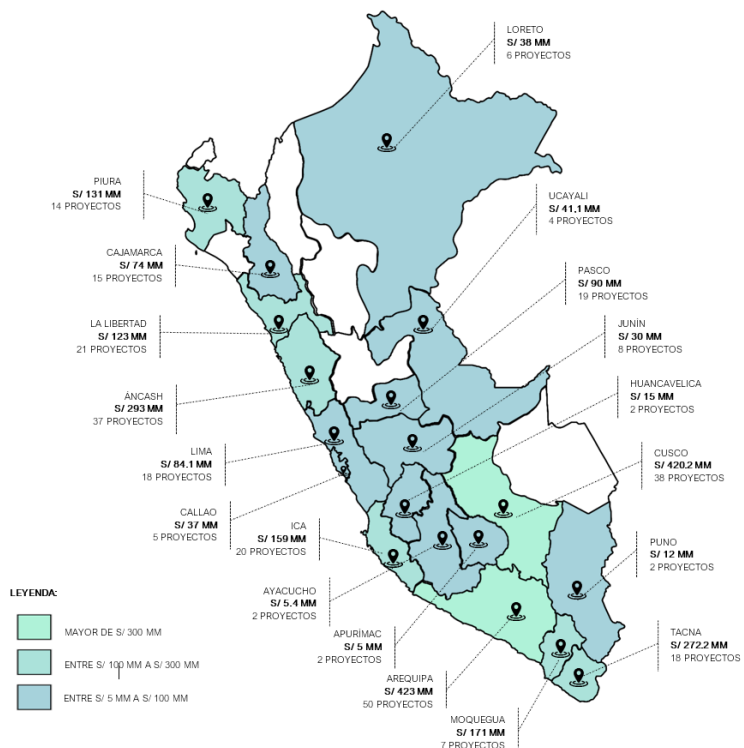 LORETO
S/ 38 MM
6 PROYECTOS
PIURA
S/ 131 MM
14 PROYECTOS
UCAYALI
S/ 41,1 MM
4 PROYECTOS
CAJAMARCA
S/ 74 MM
15 PROYECTOS
PASCO
S/ 90 MM
19 PROYECTOS
LA LIBERTAD
S/ 123 MM
21 PROYECTOS
JUNÍN
S/ 30 MM
8 PROYECTOS
HUANCAVELICA
S/ 15 MM
2 PROYECTOS
ÁNCASH
S/ 293 MM
37 PROYECTOS
LIMA
S/ 84.1 MM
18 PROYECTOS
CUSCO
S/ 420.2 MM
38 PROYECTOS
CALLAO
S/ 37 MM
5 PROYECTOS
ICA
S/ 159 MM
20 PROYECTOS
PUNO
S/ 12 MM
2 PROYECTOS
AYACUCHO
S/ 5.4 MM
2 PROYECTOS
APURÍMAC
S/ 5 MM
2 PROYECTOS
TACNA
S/ 272.2 MM
18 PROYECTOS
AREQUIPA
S/ 423 MM
50 PROYECTOS
MOQUEGUA
S/ 171 MM
7 PROYECTOS
LEYENDA:
MAYOR DE S/ 300 MM
ENTRE S/ 100 MM A S/ 300 MM
ENTRE S/ 5 MM A S/ 100 MM